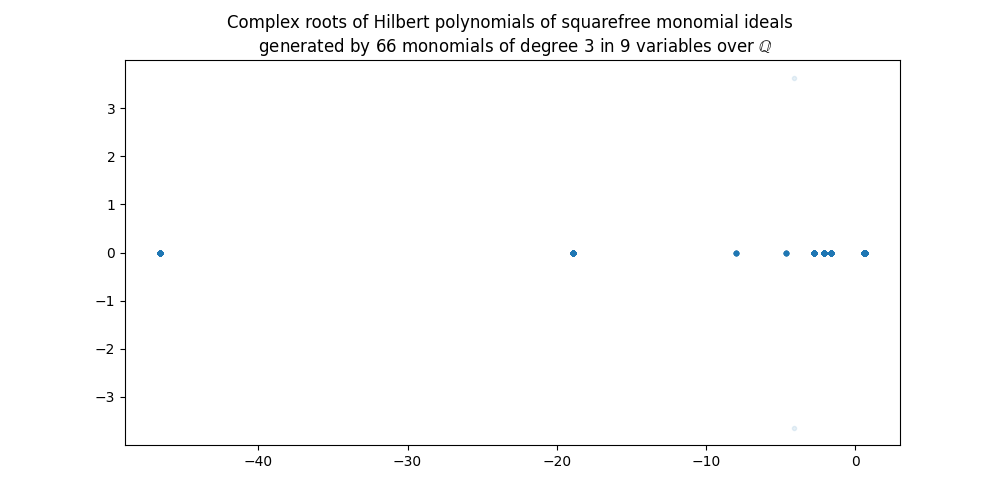 Complex roots of Hilbert polynomials of squarefree monomial ideals
generated by 66 monomials of degree 3 in 9 variables over ℚ
3
2
1
0
−1
−2
−3
−40 −30 −20 −10 0